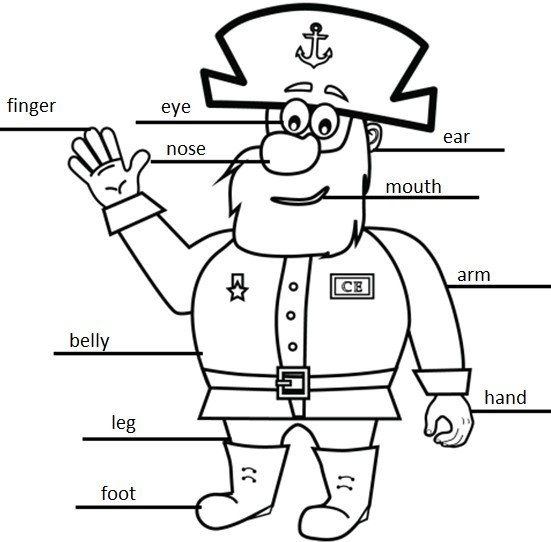 finger
eye
nose
ear
mouth
arm
CE
belly
hand
leg
foot